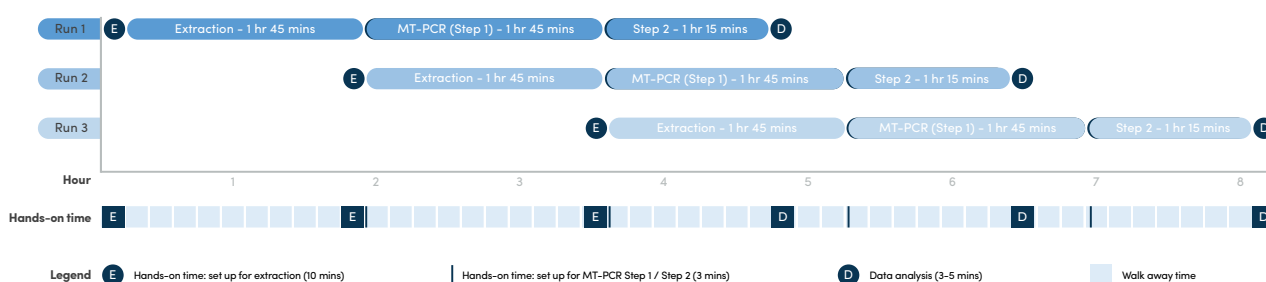 Run 1 E Extraction - 1 hr 45 mins MT-PCR (Step 1) - 1 hr 45 mins Step 2 - 1 hr 15 mins D
Run 2 E Extraction - 1 hr 45 mins MT-PCR (Step 1) - 1 hr 45 mins Step 2 - 1 hr 15 mins D
Run 3 E Extraction - 1 hr 45 mins MT-PCR (Step 1) - 1 hr 45 mins Step 2 - 1 hr 15 mins D
Hour 1 2 3 4 5 6 7 8
Hands-on time E E E D D D
Legend E Hands-on time: set up for extraction (10 mins) Hands-on time: set up for MT-PCR Step 1 / Step 2 (3 mins) D Data analysis (3-5 mins) Walk away time